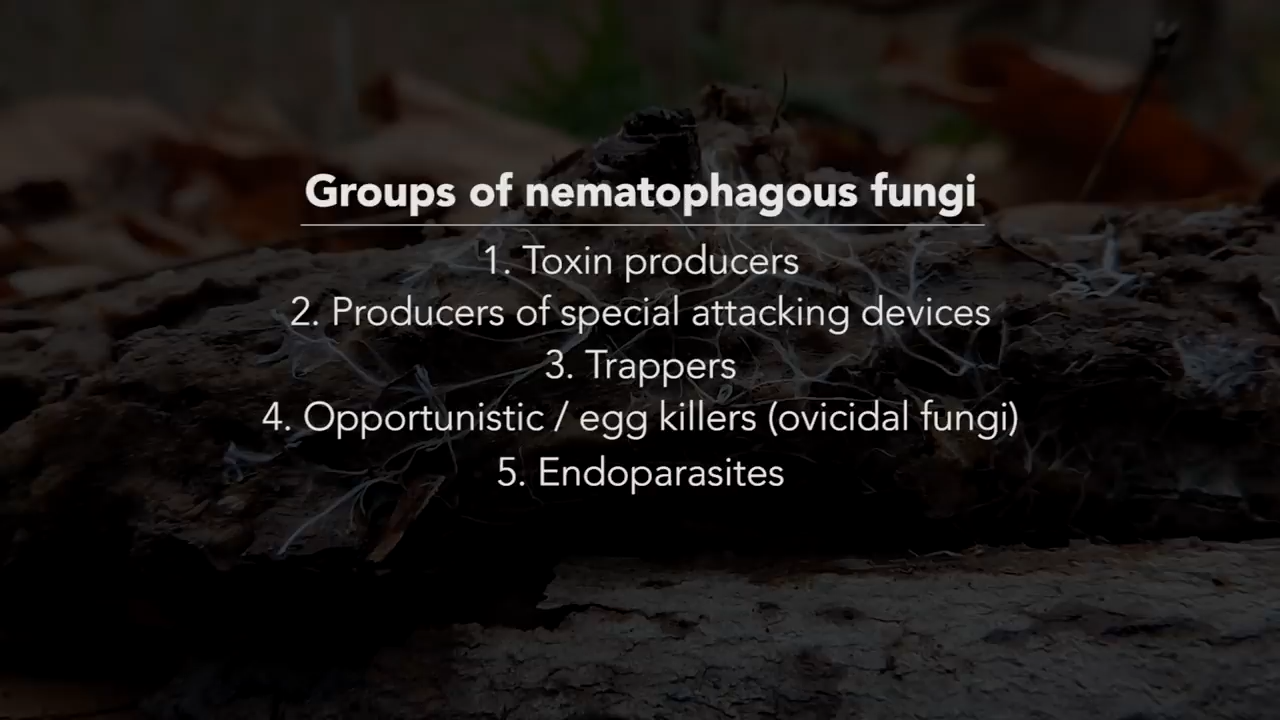 Groups of nematophagous fungi
1. Toxin producers
2. Producers of special attacking devices
3. Trappers
4. Opportunistic / egg killers (ovicidal fungi)
5. Endoparasites